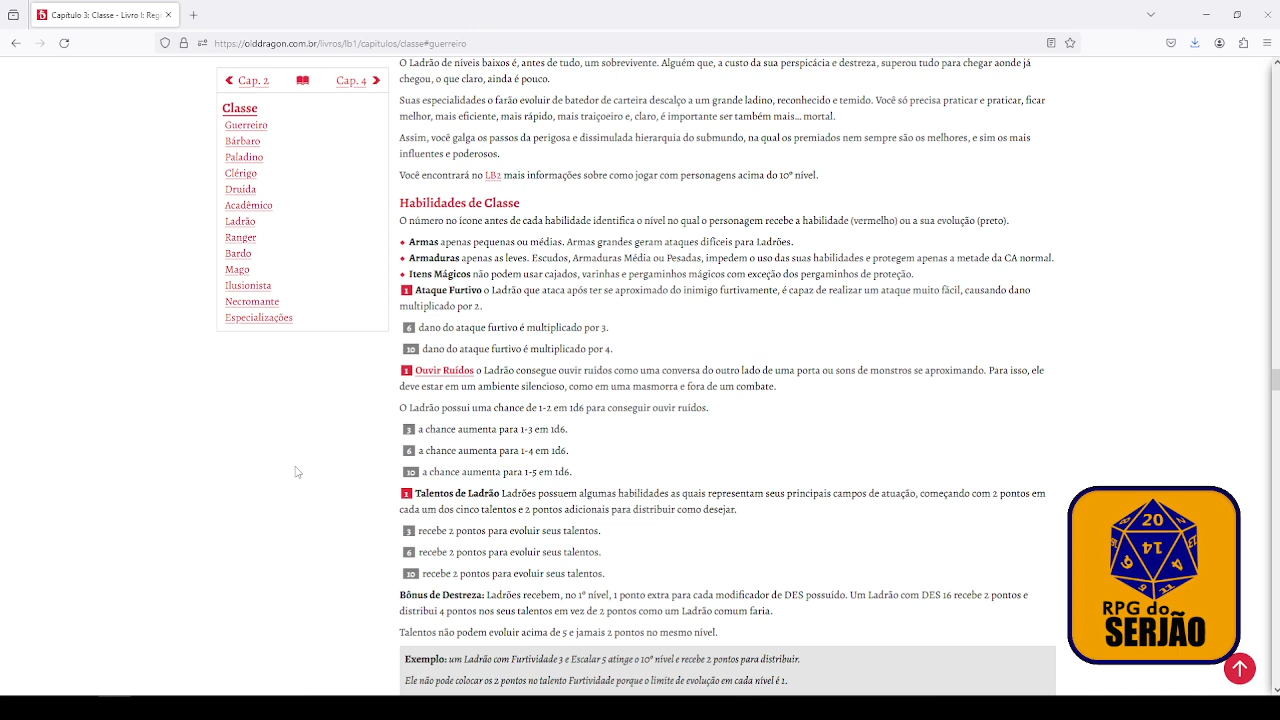 Capítulo 3: Classe - Livro I: Reg
https://olddragon.com.br/livros/lb1/capitulos/classe#guerreiro
Cap. 2
Cap. 4
Classe
Guerreiro
Bárbaro
Paladino
Clérigo
Druida
Acadêmico
Ladrão
Ranger
Bardo
Mago
Ilusionista
Necromante
Especializações
O Ladrão de níveis baixos é, antes de tudo, um sobrevivente. Alguém que, a custo da sua perspicácia e destreza, superou tudo para chegar aonde já
chegou, o que claro, ainda é pouco.
Suas especialidades o farão evoluir de batedor de carteira descalço a um grande ladino, reconhecido e temido. Você só precisa praticar e praticar, ficar
melhor, mais eficiente, mais rápido, mais traiçoeiro e, claro, é importante ser também mais... mortal.
Assim, você galga os passos da perigosa e dissimulada hierarquia do submundo, na qual os premiados nem sempre são os melhores, e sim os mais
influentes e poderosos.
Você encontrará no LB2 mais informações sobre como jogar com personagens acima do 10º nível.
Habilidades de Classe
O número no ícone antes de cada habilidade identifica o nível no qual o personagem recebe a habilidade (vermelho) ou a sua evolução (preto).
Armas apenas pequenas ou médias. Armas grandes geram ataques difíceis para Ladrões.
Armaduras apenas as leves. Escudos, Armaduras Média ou Pesadas, impedem o uso das suas habilidades e protegem apenas a metade da CA normal.
Itens Mágicos não podem usar cajados, varinhas e pergaminhos mágicos com exceção dos pergaminhos de proteção.
1 Ataque Furtivo o Ladrão que ataca após ter se aproximado do inimigo furtivamente, é capaz de realizar um ataque muito fácil, causando dano
multiplicado por 2.
6 dano do ataque furtivo é multiplicado por 3.
10 dano do ataque furtivo é multiplicado por 4.
1 Ouvir Ruídos o Ladrão consegue ouvir ruídos como uma conversa do outro lado de uma porta ou sons de monstros se aproximando. Para isso, ele
deve estar em um ambiente silencioso, como em uma masmorra e fora de um combate.
O Ladrão possui uma chance de 1-2 em 1d6 para conseguir ouvir ruídos.
3 a chance aumenta para 1-3 em 1d6.
6 a chance aumenta para 1-4 em 1d6.
10 a chance aumenta para 1-5 em 1d6.
1 Talentos de Ladrão Ladrões possuem algumas habilidades as quais representam seus principais campos de atuação, começando com 2 pontos em
cada um dos cinco talentos e 2 pontos adicionais para distribuir como desejar.
3 recebe 2 pontos para evoluir seus talentos.
6 recebe 2 pontos para evoluir seus talentos.
10 recebe 2 pontos para evoluir seus talentos.
Bônus de Destreza: Ladrões recebem, no 1º nível, 1 ponto extra para cada modificador de DES possuído. Um Ladrão com DES 16 recebe 2 pontos e
distribui 4 pontos nos seus talentos em vez de 2 pontos como um Ladrão comum faria.
Talentos não podem evoluir acima de 5 e jamais 2 pontos no mesmo nível.
Exemplo: um Ladrão com Furtividade 3 e Escalar 5 atinge o 10º nível e recebe 2 pontos para distribuir.
Ele não pode colocar os 2 pontos no talento Furtividade porque o limite de evolução em cada nível é 1.
20
14
RPG do
SERJÃO